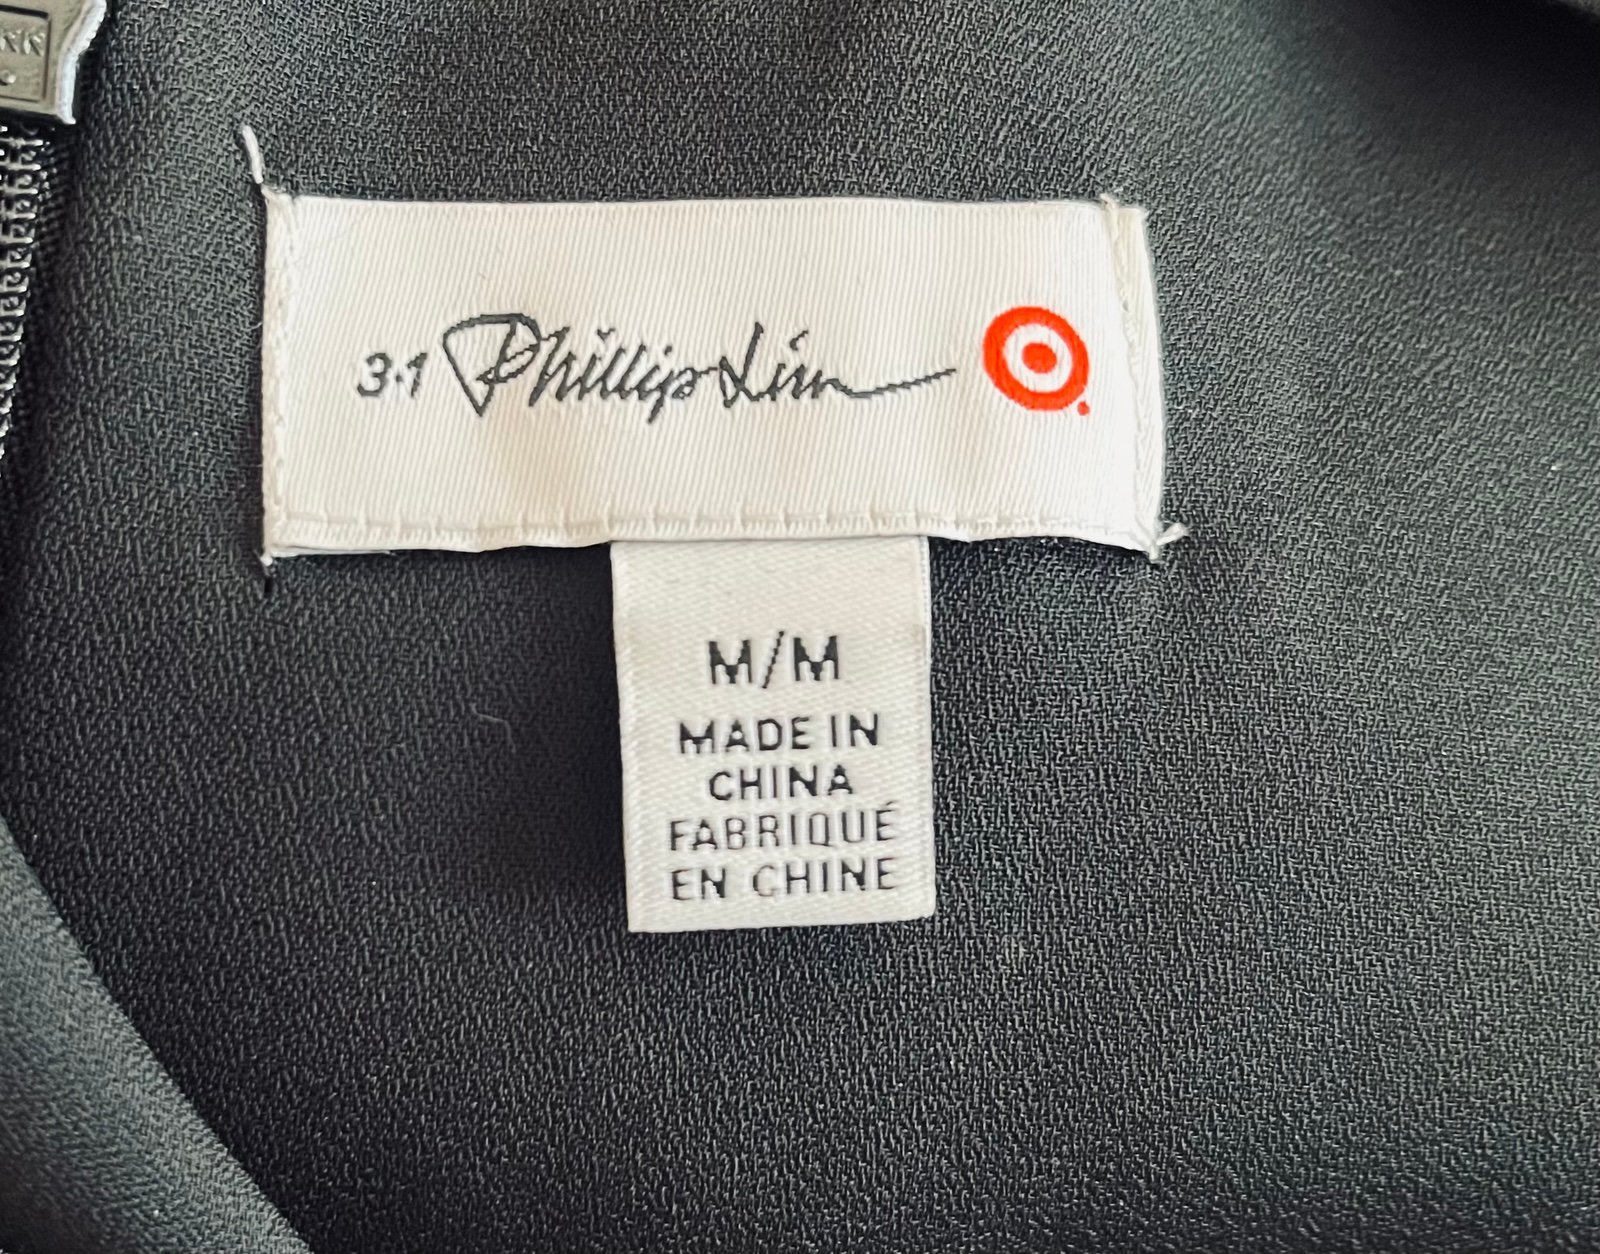 3.1 Phillip Lim
M/M
MADE IN
CHINA
FABRIQUÉ
EN CHINE